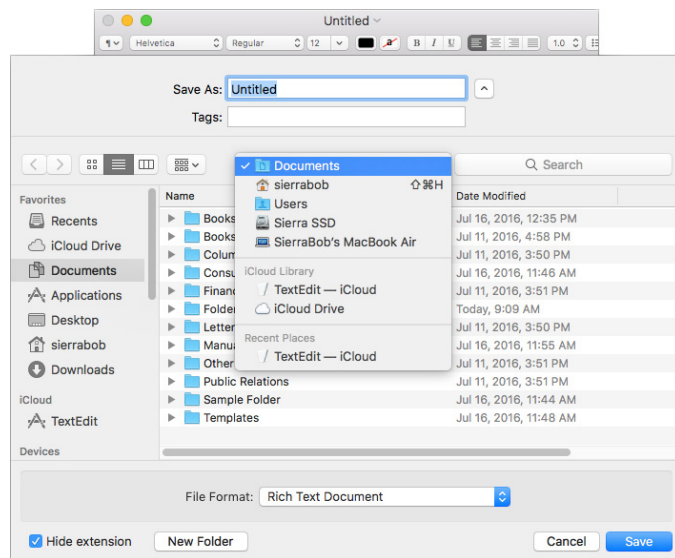 Untitled
Helvetica Regular 12 a B I U 1.0
Save As: Untitled
Tags:
Documents
Search
sierrabob ⇧⌘H
Users
Sierra SSD
SierraBob's MacBook Air
iCloud Library
TextEdit — iCloud
iCloud Drive
Recent Places
TextEdit — iCloud
Favorites
Recents
iCloud Drive
Documents
Applications
Desktop
sierrabob
Downloads
iCloud
TextEdit
Devices
Name Date Modified
Books Jul 16, 2016, 12:35 PM
Books Jul 11, 2016, 4:58 PM
Colum Jul 11, 2016, 3:50 PM
Consu Jul 16, 2016, 11:46 AM
Financ Jul 11, 2016, 3:51 PM
Folde Today, 9:09 AM
Letter Jul 11, 2016, 3:50 PM
Manua Jul 16, 2016, 11:55 AM
Other Jul 11, 2016, 3:51 PM
Public Relations Jul 11, 2016, 3:51 PM
Sample Folder Jul 16, 2016, 11:44 AM
Templates Jul 16, 2016, 11:48 AM
File Format: Rich Text Document
Hide extension New Folder Cancel Save